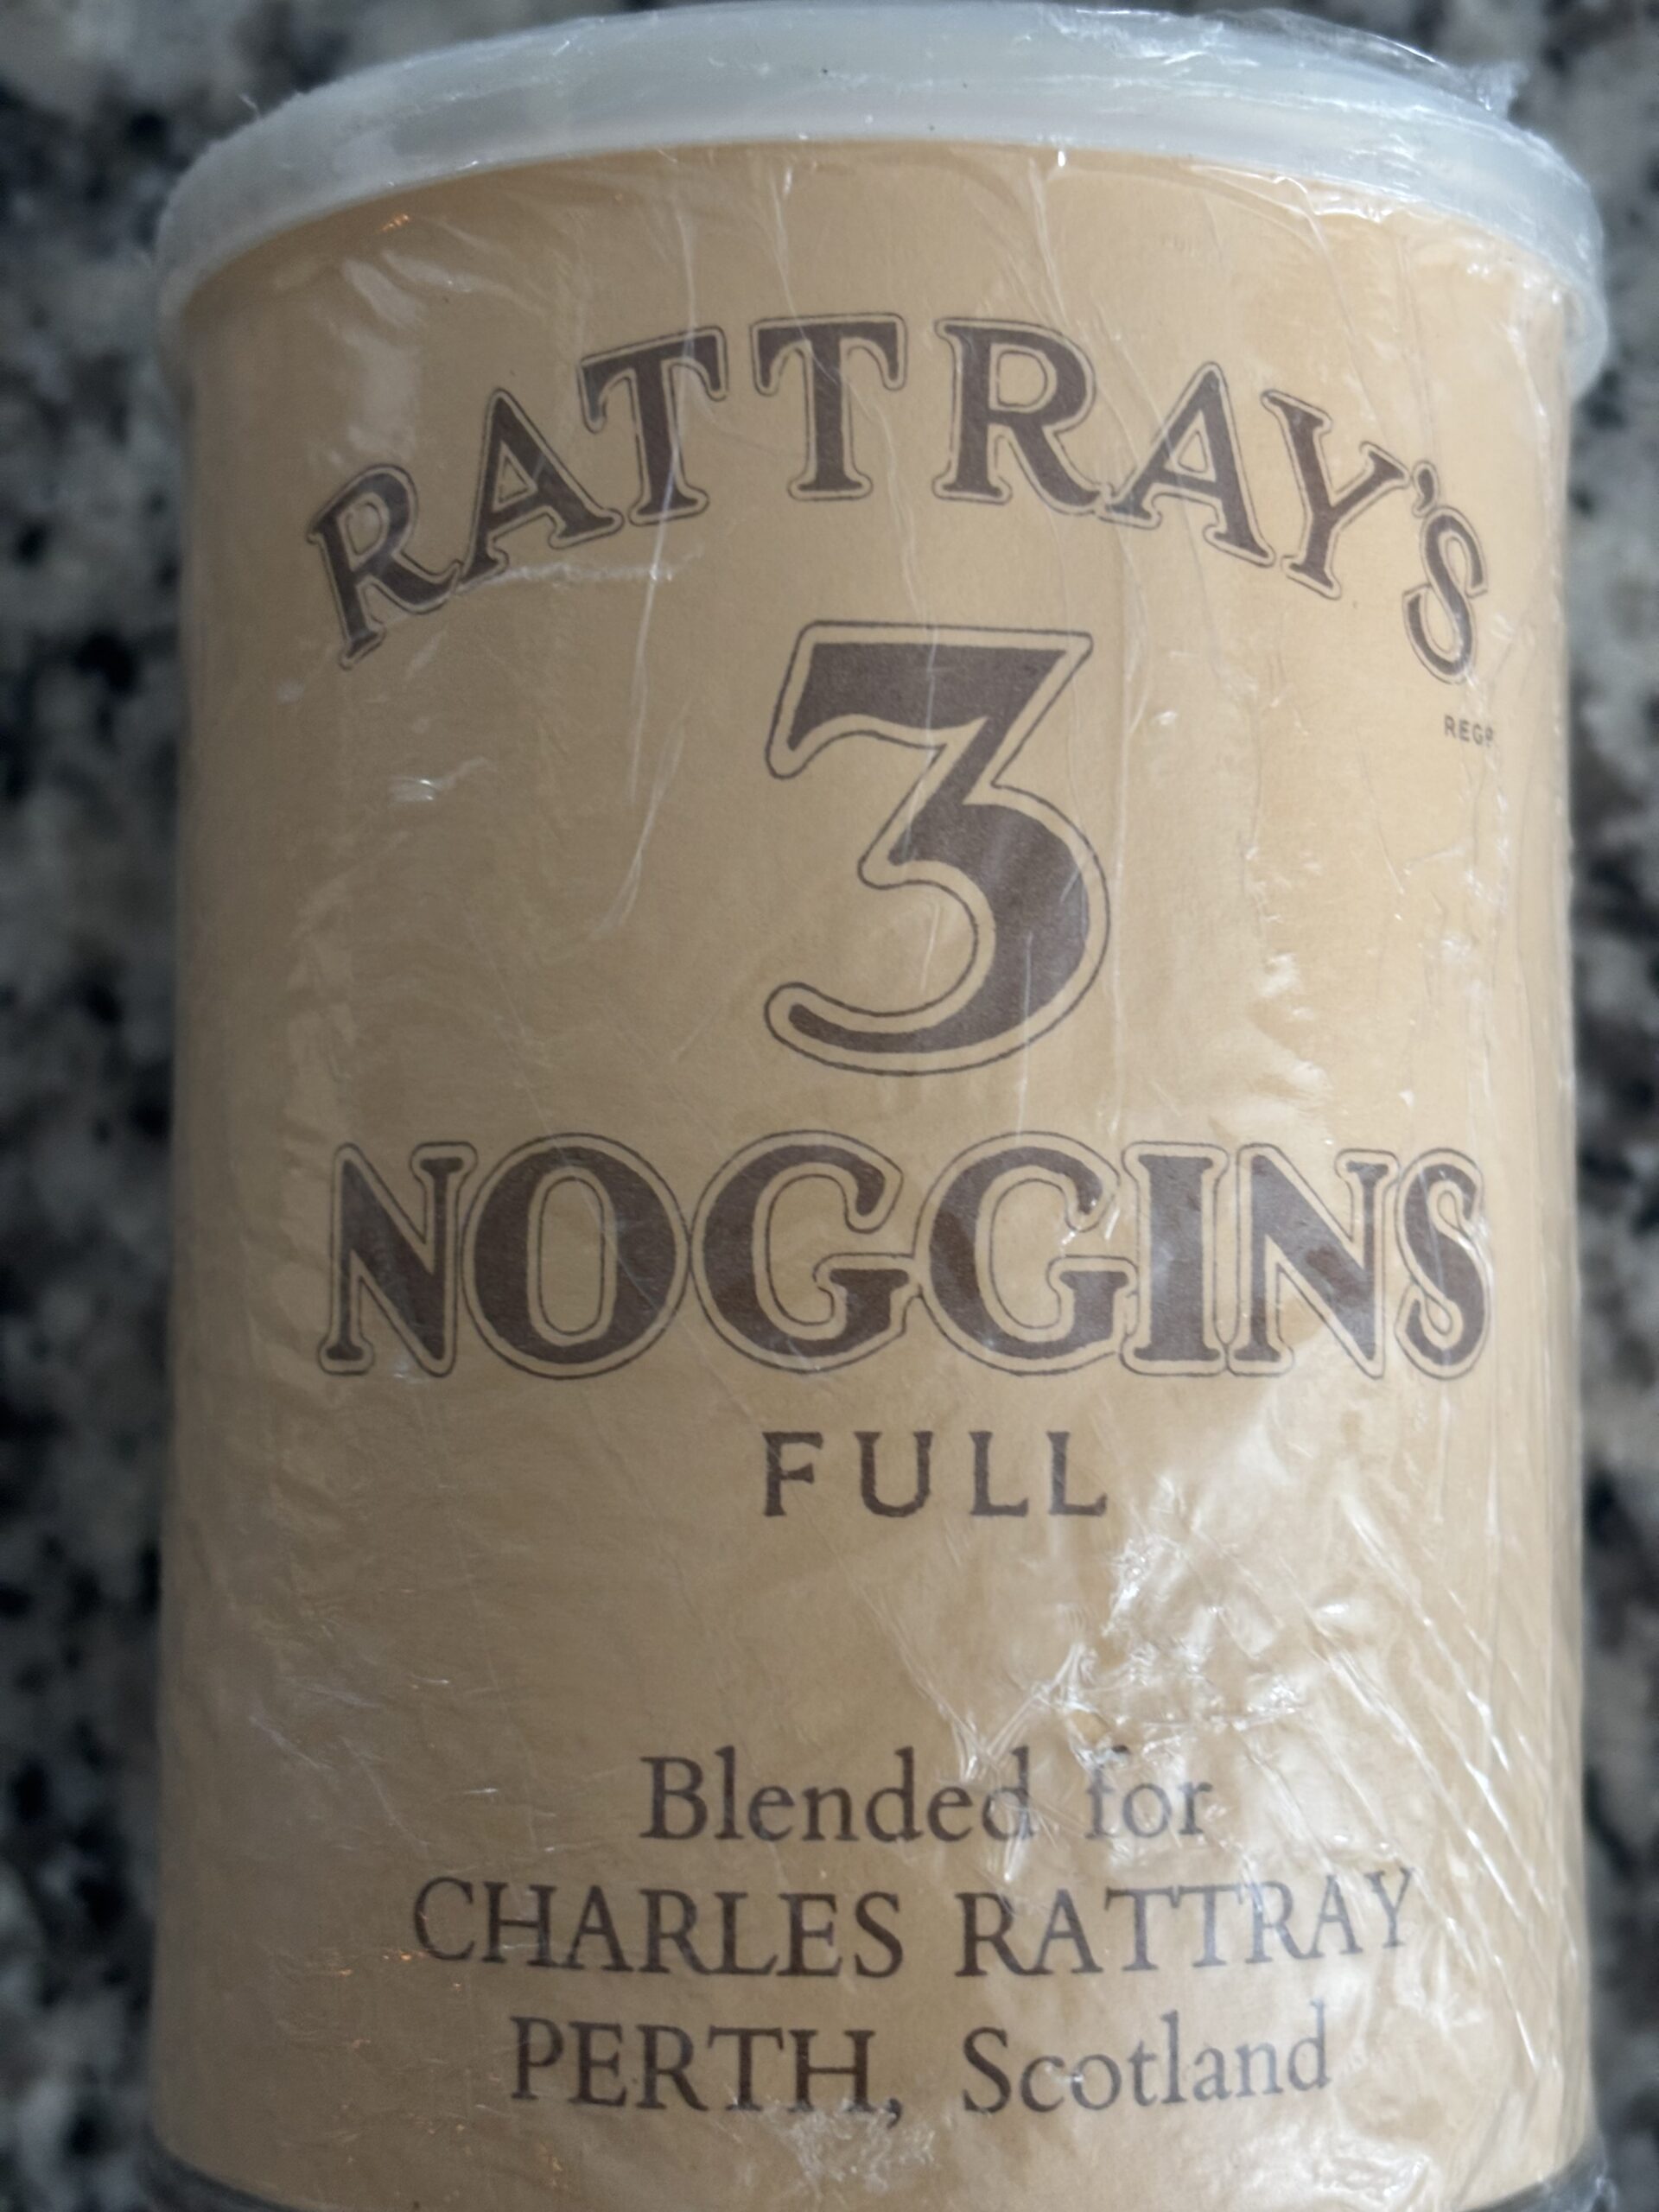 RATTRAY'S
REGD
3
NOGGINS
FULL
Blended for
CHARLES RATTRAY
PERTH, Scotland